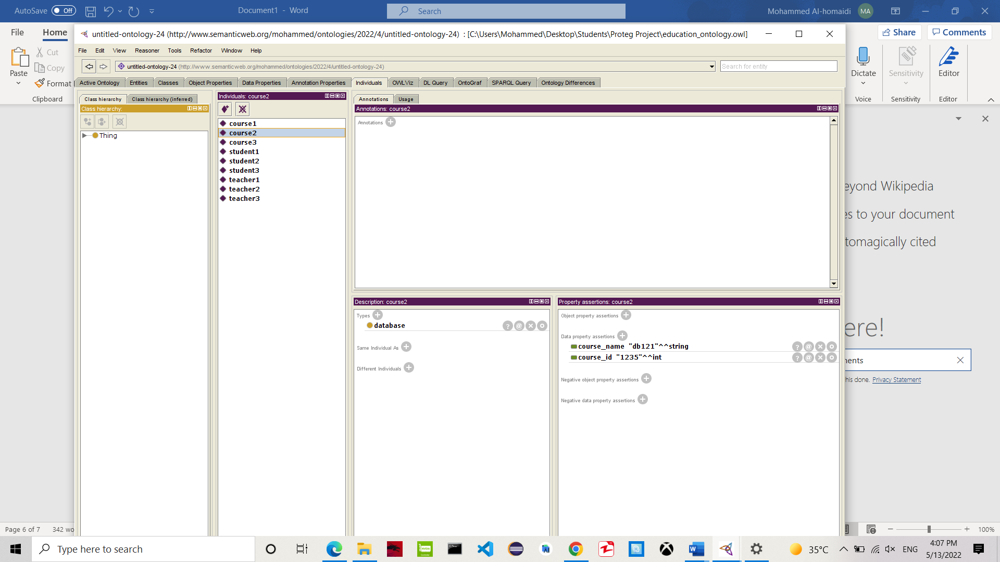 AutoSave Off
Document1 - Word
Search
Mohammed Al-homaidi MA
File Home
Share Comments
Paste
Cut
Copy
Format
Clipboard
untitled-ontology-24 (http://www.semanticweb.org/mohammed/ontologies/2022/4/untitled-ontology-24) : [C:\Users\Mohammed\Desktop\Students\Proteg Project\education_ontology.owl]
File Edit View Reasoner Tools Refactor Window Help
untitled-ontology-24 (http://www.semanticweb.org/mohammed/ontologies/2022/4/untitled-ontology-24)
Search for entity
Active Ontology Entities Classes Object Properties Data Properties Annotation Properties Individuals OWLViz DL Query OntoGraf SPARQL Query Ontology Differences
Dictate Sensitivity Editor
Voice Sensitivity Editor
Class hierarchy Class hierarchy (inferred)
Class hierarchy:
Thing
Individuals: course2
course1
course2
course3
student1
student2
student3
teacher1
teacher2
teacher3
Annotations Usage
Annotations: course2
Annotations
Description: course2
Types
database
? @
Same Individual As
Different Individuals
Property assertions: course2
Object property assertions
Data property assertions
course_name "db121"^^string
? @
course_id "1235"^^int
? @
Negative object property assertions
Negative data property assertions
eyond Wikipedia
es to your document
tomagically cited
ere!
nents
his done. Privacy Statement
Page 6 of 7 342 wo
100%
Type here to search
35°C
ENG
4:07 PM
5/13/2022